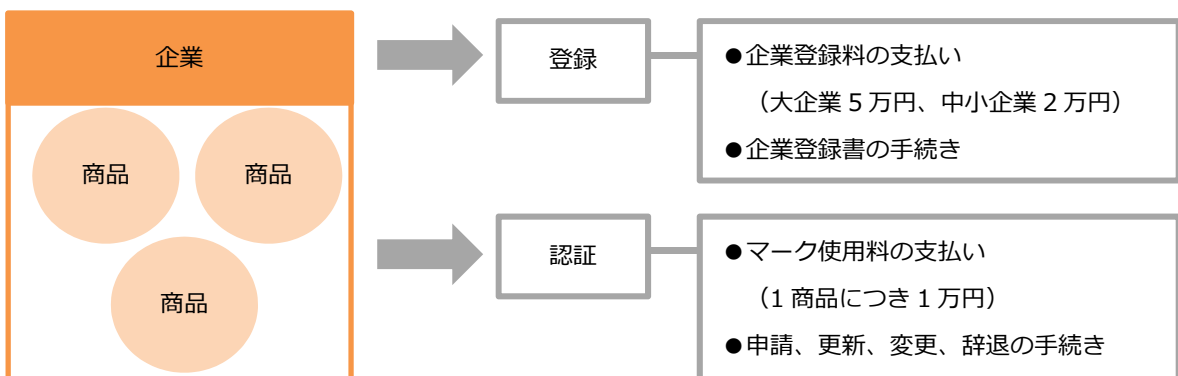 企業
商品
商品
商品
登録
●企業登録料の支払い
（大企業 5 万円、中小企業 2 万円）
●企業登録書の手続き
認証
●マーク使用料の支払い
（1 商品につき 1 万円）
●申請、更新、変更、辞退の手続き